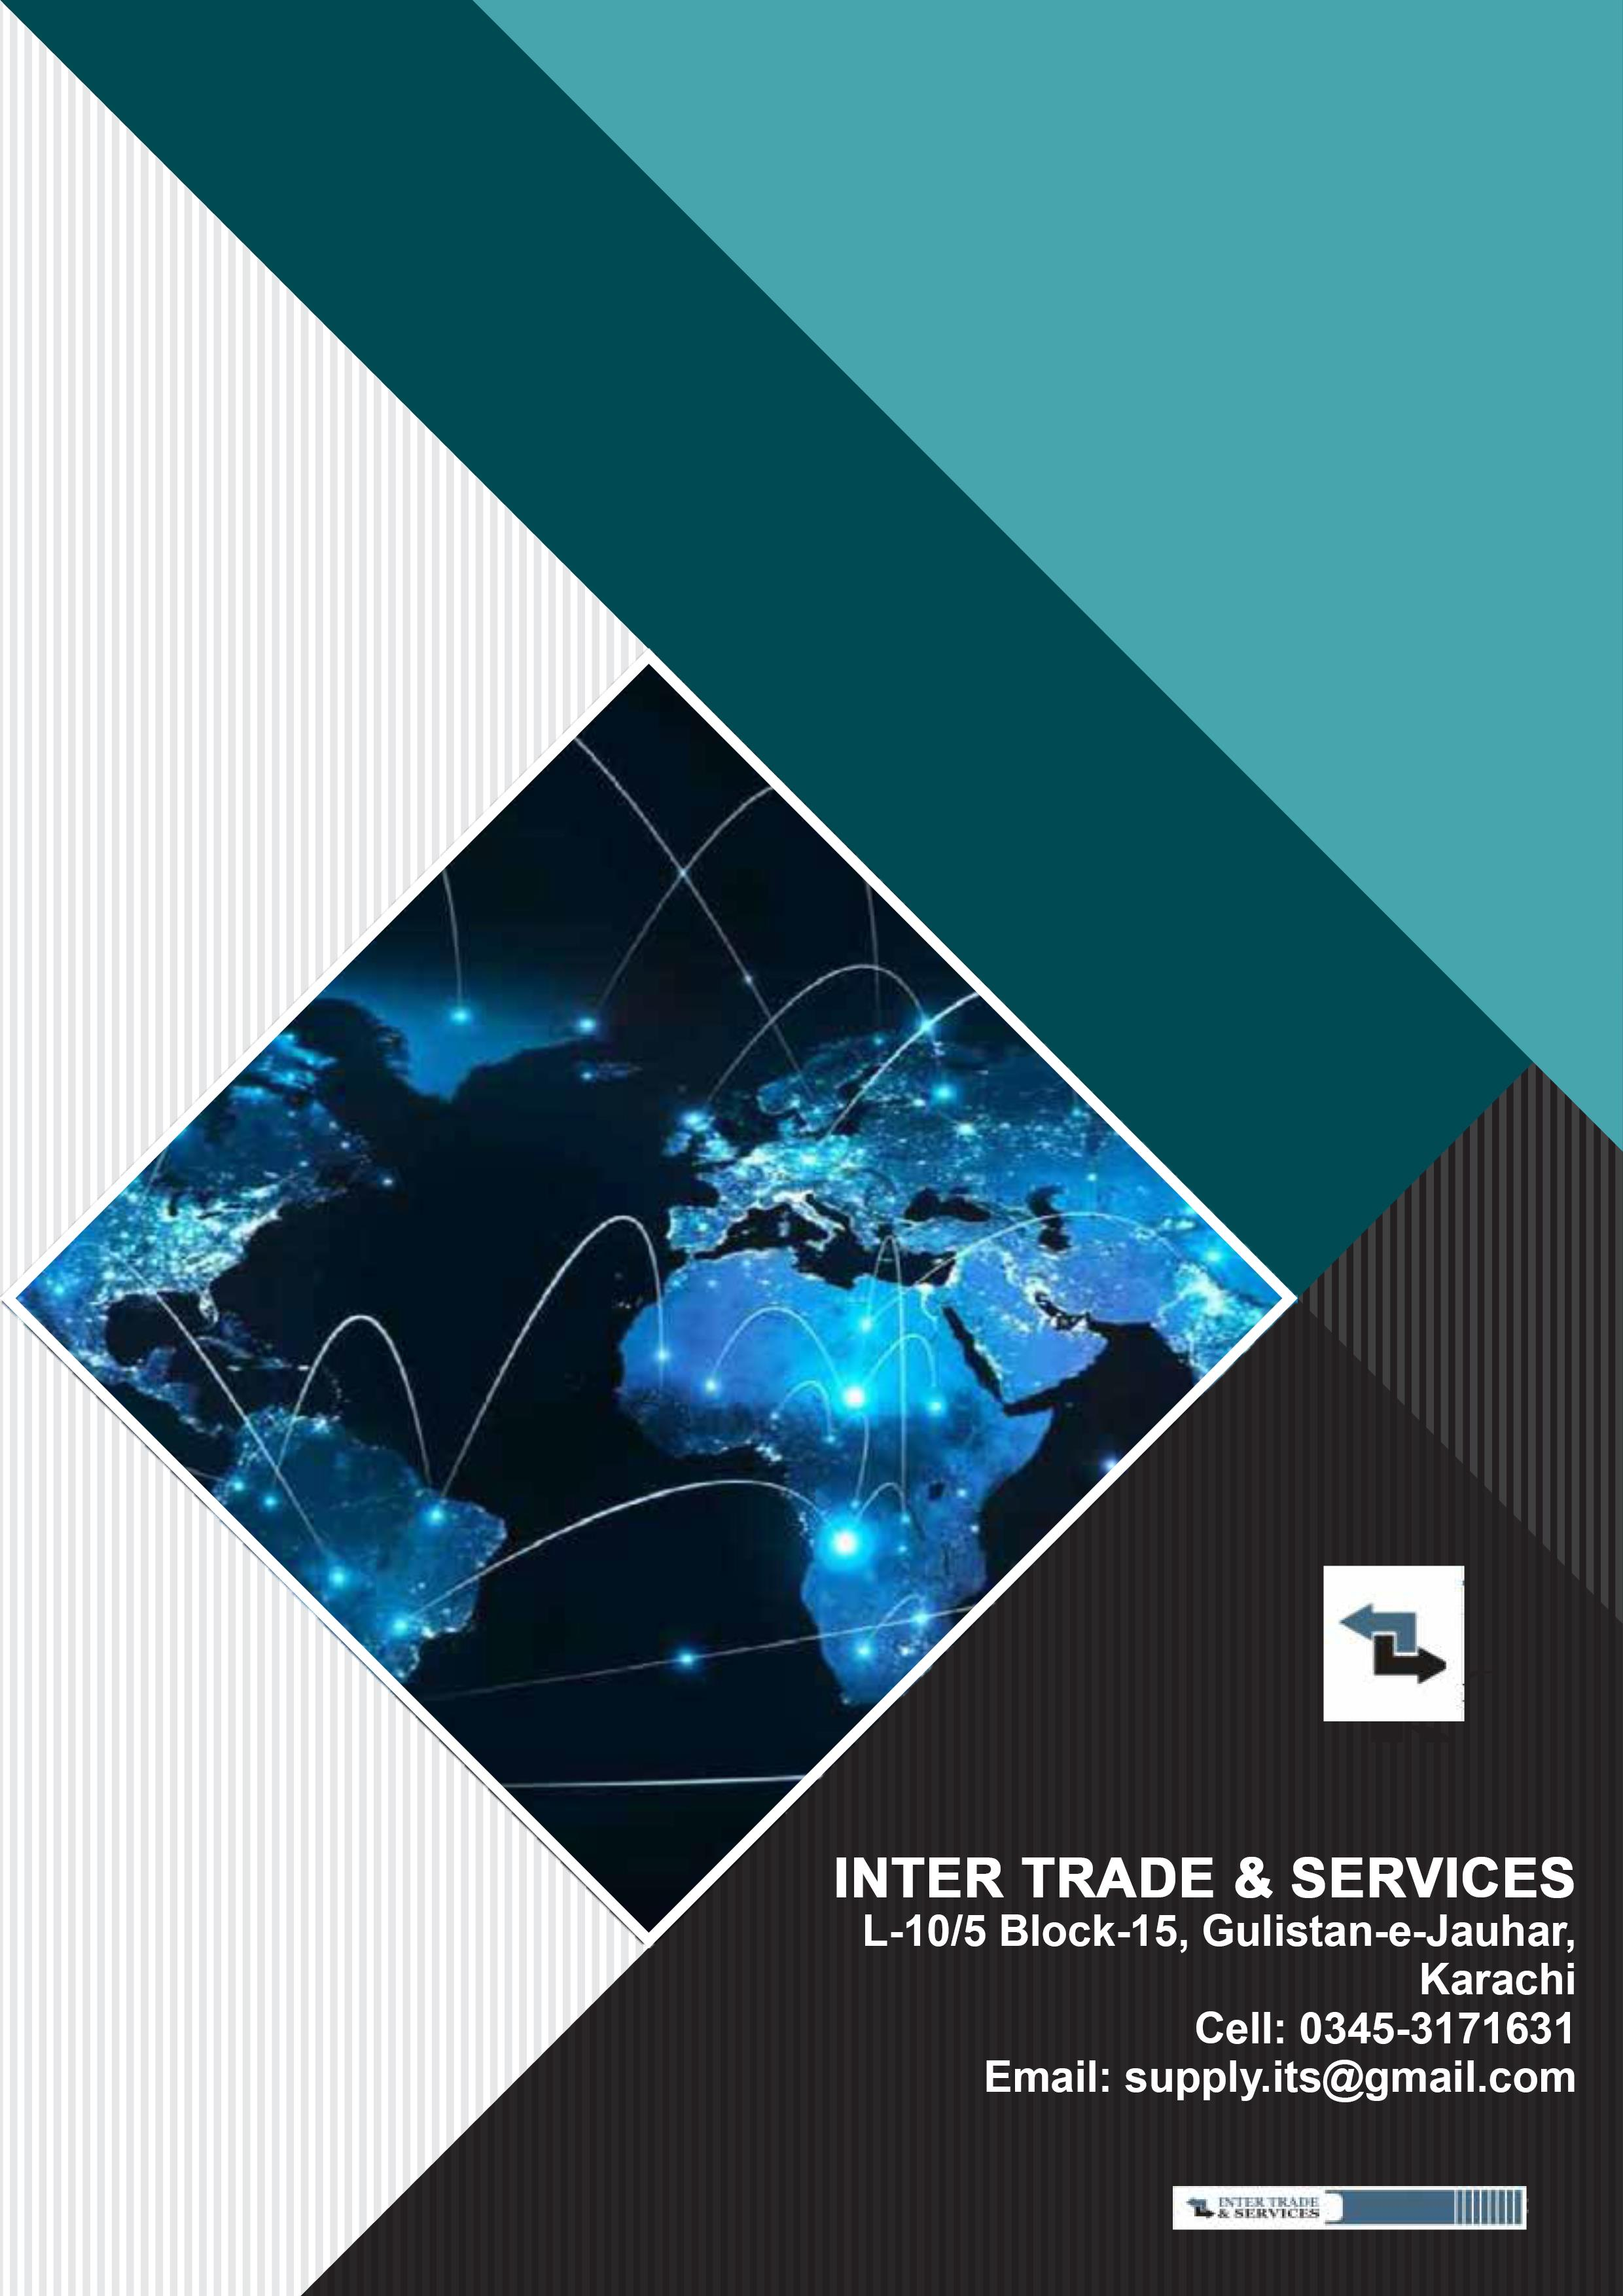 INTER TRADE & SERVICES
L-10/5 Block-15, Gulistan-e-Jauhar,
Karachi
Cell: 0345-3171631
Email: supply.its@gmail.com
INTER TRADE
& SERVICES